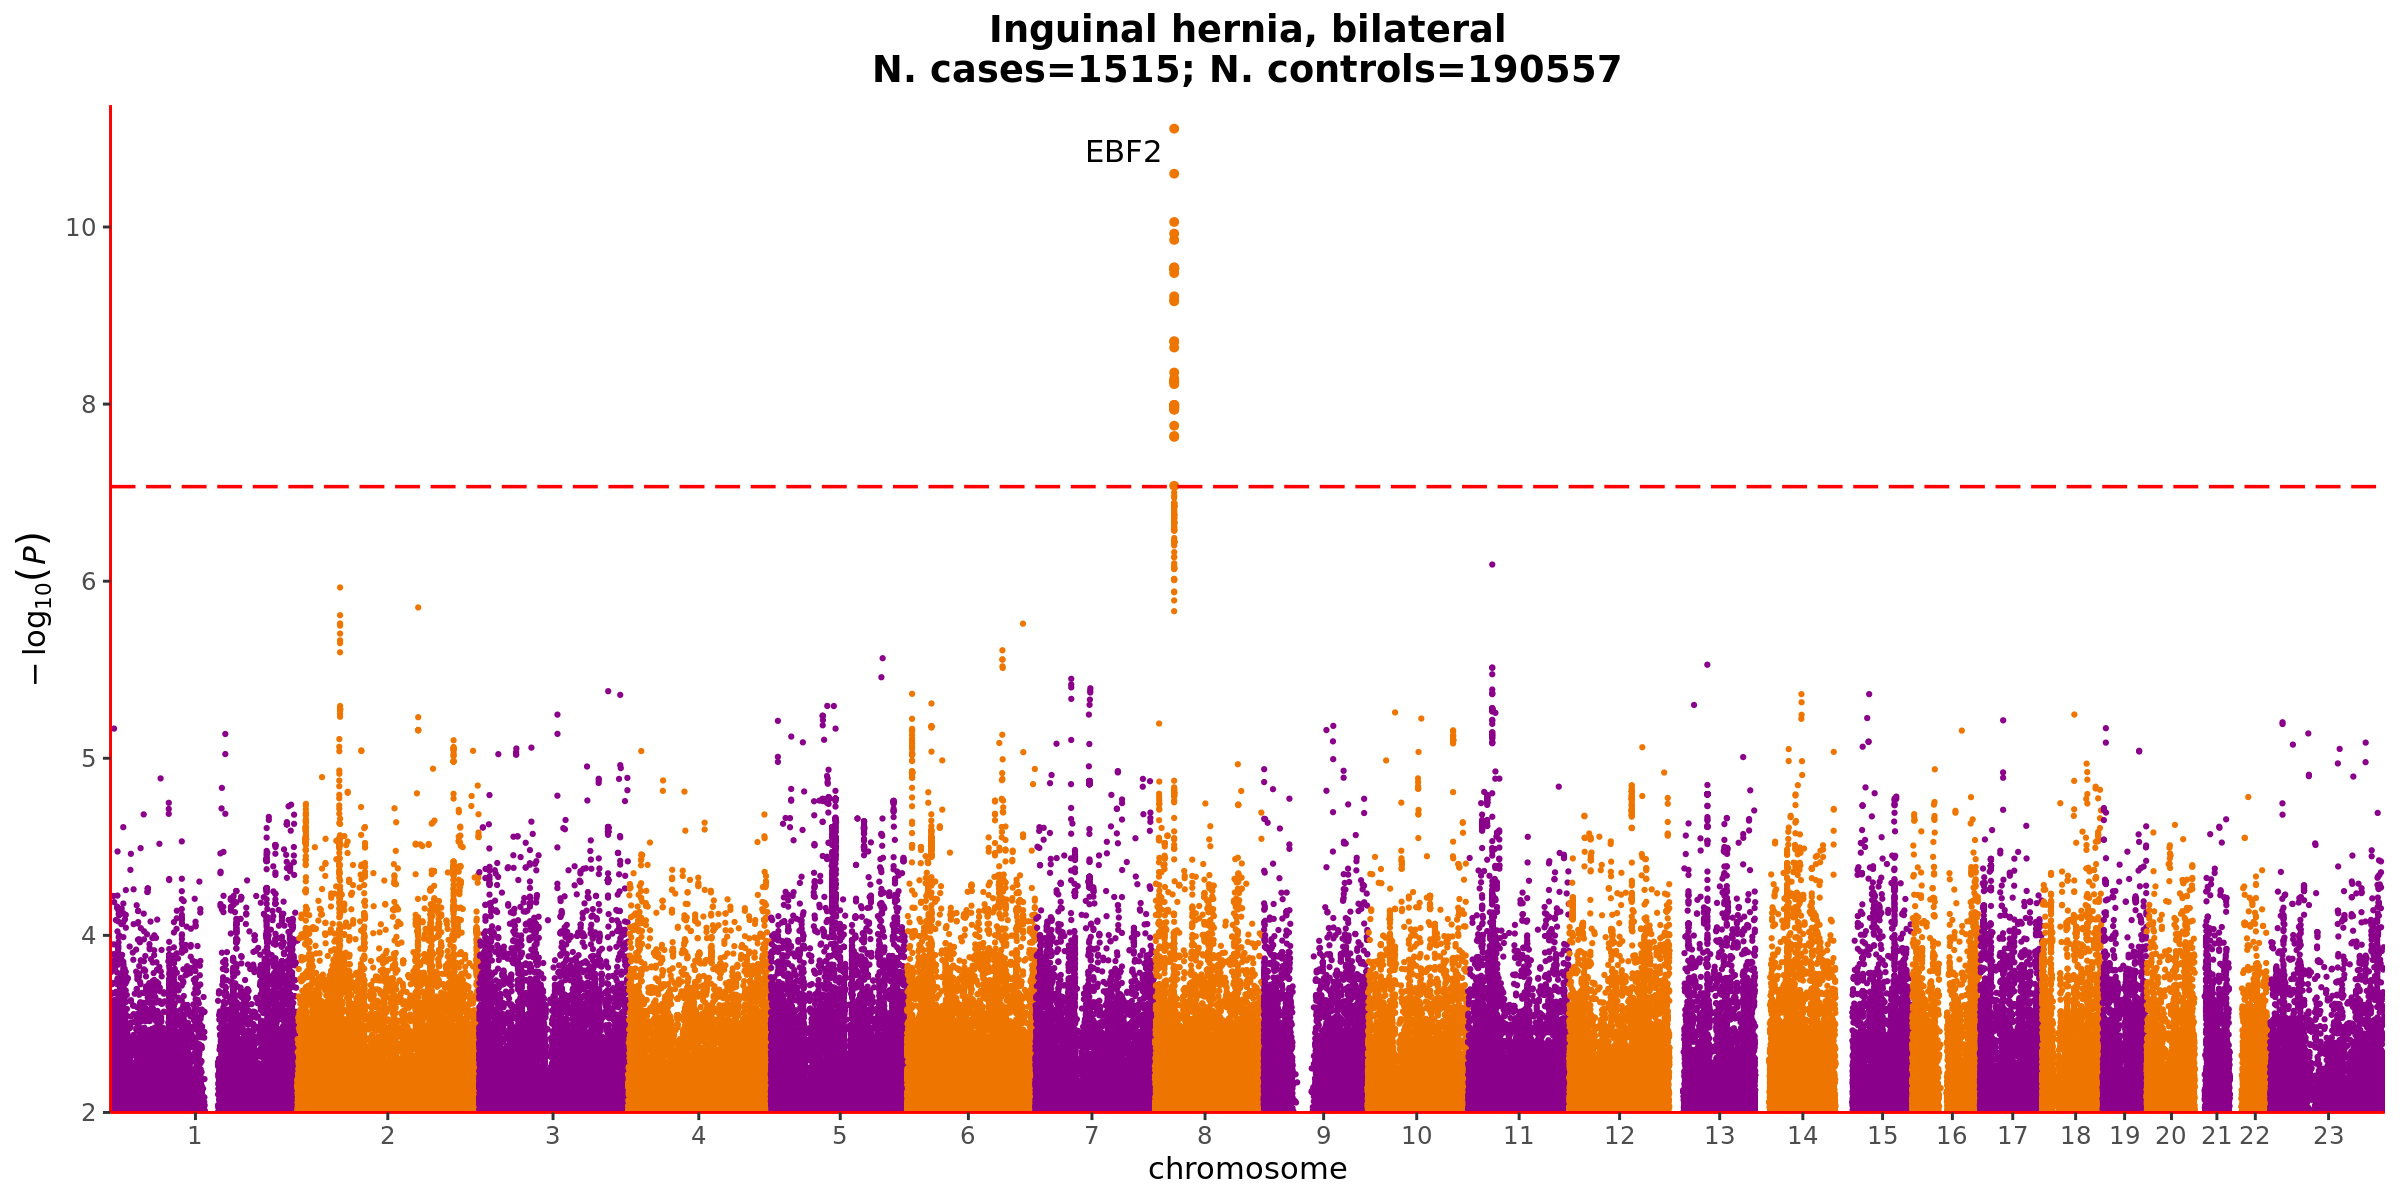 Inguinal hernia, bilateral
N. cases=1515; N. controls=190557
EBF2
10
8
6
5
4
2
−log10(P)
1 2 3 4 5 6 7 8 9 10 11 12 13 14 15 16 17 18 19 20 21 22 23
chromosome